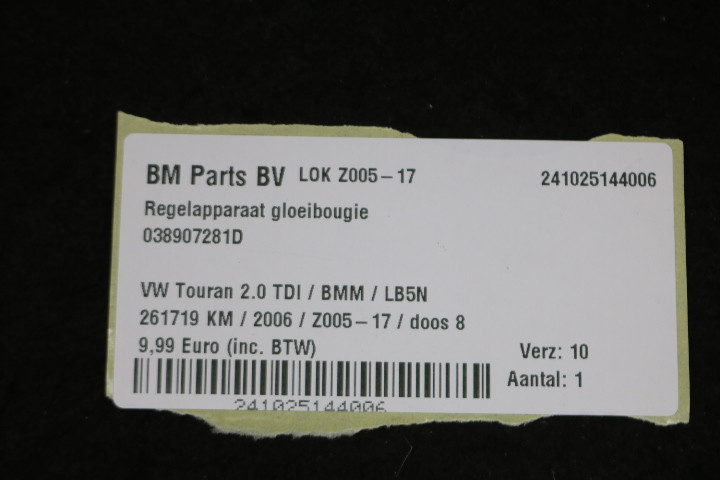 BM Parts BV LOK Z005-17 241025144006
Regelapparaat gloeibougie
038907281D
VW Touran 2.0 TDI / BMM / LB5N
261719 KM / 2006 / Z005-17 / doos 8
9,99 Euro (inc. BTW)
Verz: 10
Aantal: 1
241025144006